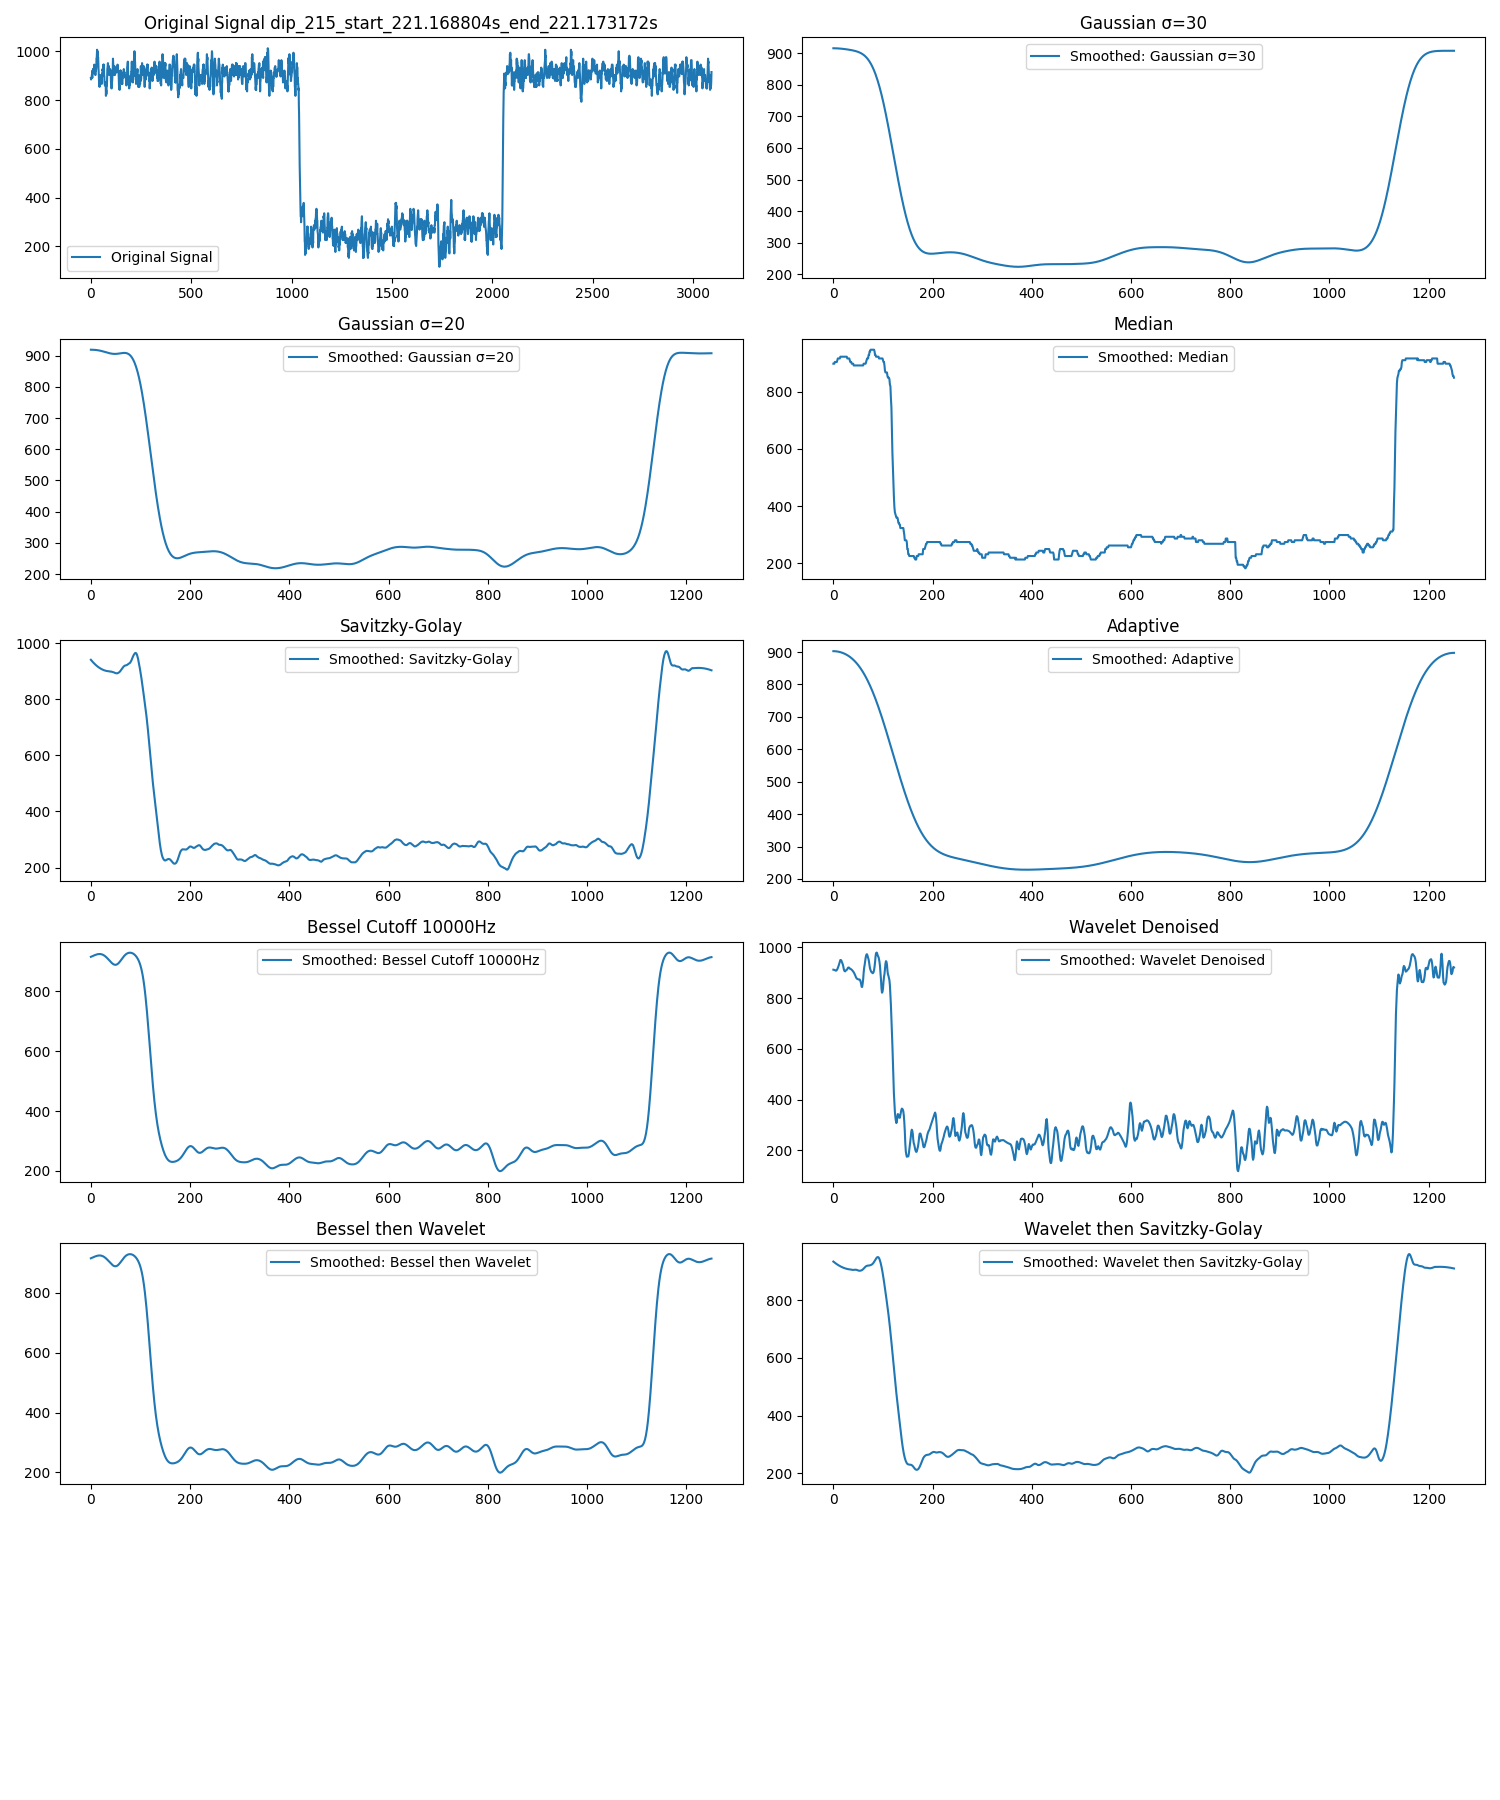 Original Signal dip_215_start_221.168804s_end_221.173172s
1000
800
600
400
200
Original Signal
0 500 1000 1500 2000 2500 3000
Gaussian σ=30
900
800
700
600
500
400
300
200
Smoothed: Gaussian σ=30
0 200 400 600 800 1000 1200
Gaussian σ=20
900
800
700
600
500
400
300
200
Smoothed: Gaussian σ=20
0 200 400 600 800 1000 1200
Median
800
600
400
200
Smoothed: Median
0 200 400 600 800 1000 1200
Savitzky-Golay
1000
800
600
400
200
Smoothed: Savitzky-Golay
0 200 400 600 800 1000 1200
Adaptive
900
800
700
600
500
400
300
200
Smoothed: Adaptive
0 200 400 600 800 1000 1200
Bessel Cutoff 10000Hz
800
600
400
200
Smoothed: Bessel Cutoff 10000Hz
0 200 400 600 800 1000 1200
Wavelet Denoised
1000
800
600
400
200
Smoothed: Wavelet Denoised
0 200 400 600 800 1000 1200
Bessel then Wavelet
800
600
400
200
Smoothed: Bessel then Wavelet
0 200 400 600 800 1000 1200
Wavelet then Savitzky-Golay
800
600
400
200
Smoothed: Wavelet then Savitzky-Golay
0 200 400 600 800 1000 1200